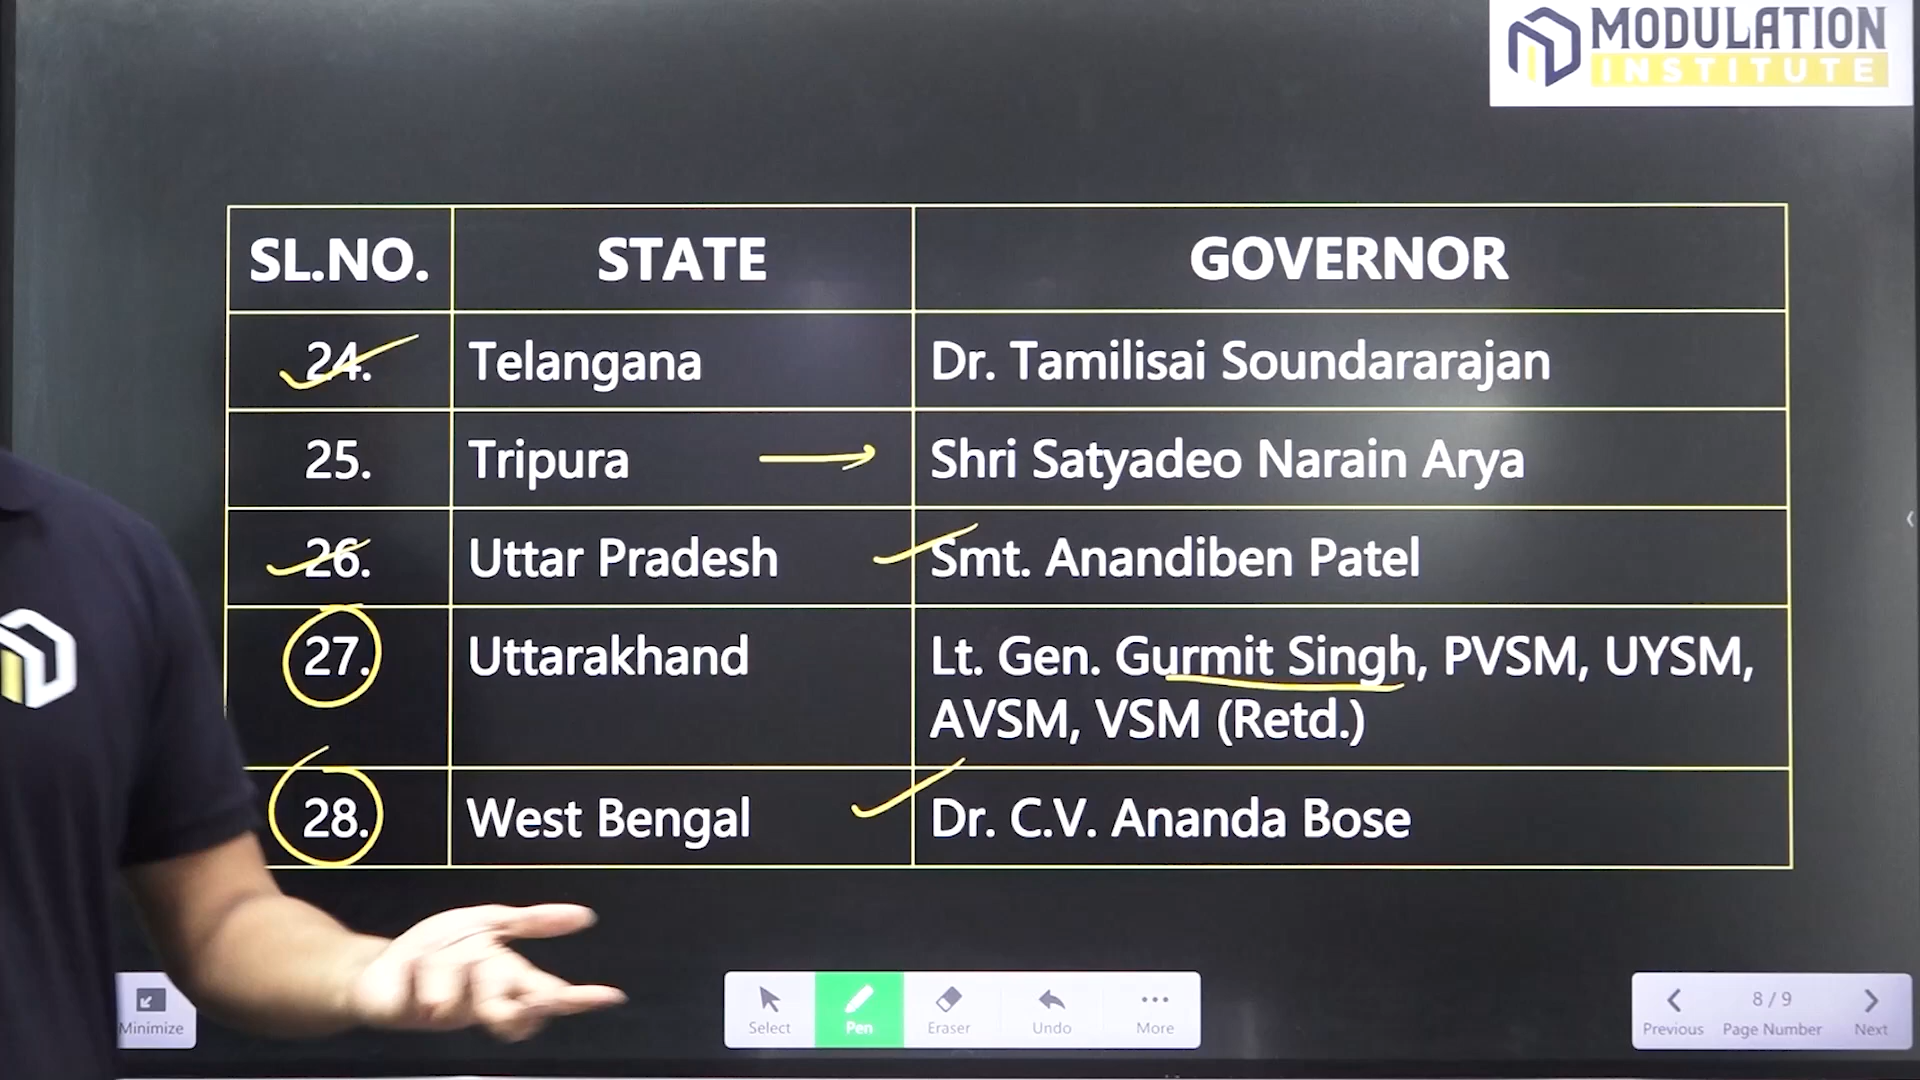 MODULATION
INSTITUTE
SL.NO. STATE GOVERNOR
24. Telangana Dr. Tamilisai Soundararajan
25. Tripura Shri Satyadeo Narain Arya
26. Uttar Pradesh Smt. Anandiben Patel
27. Uttarakhand Lt. Gen. Gurmit Singh, PVSM, UYSM,
AVSM, VSM (Retd.)
28. West Bengal Dr. C.V. Ananda Bose
Minimize Select Pen Eraser Undo More
8 / 9
Previous Page Number Next